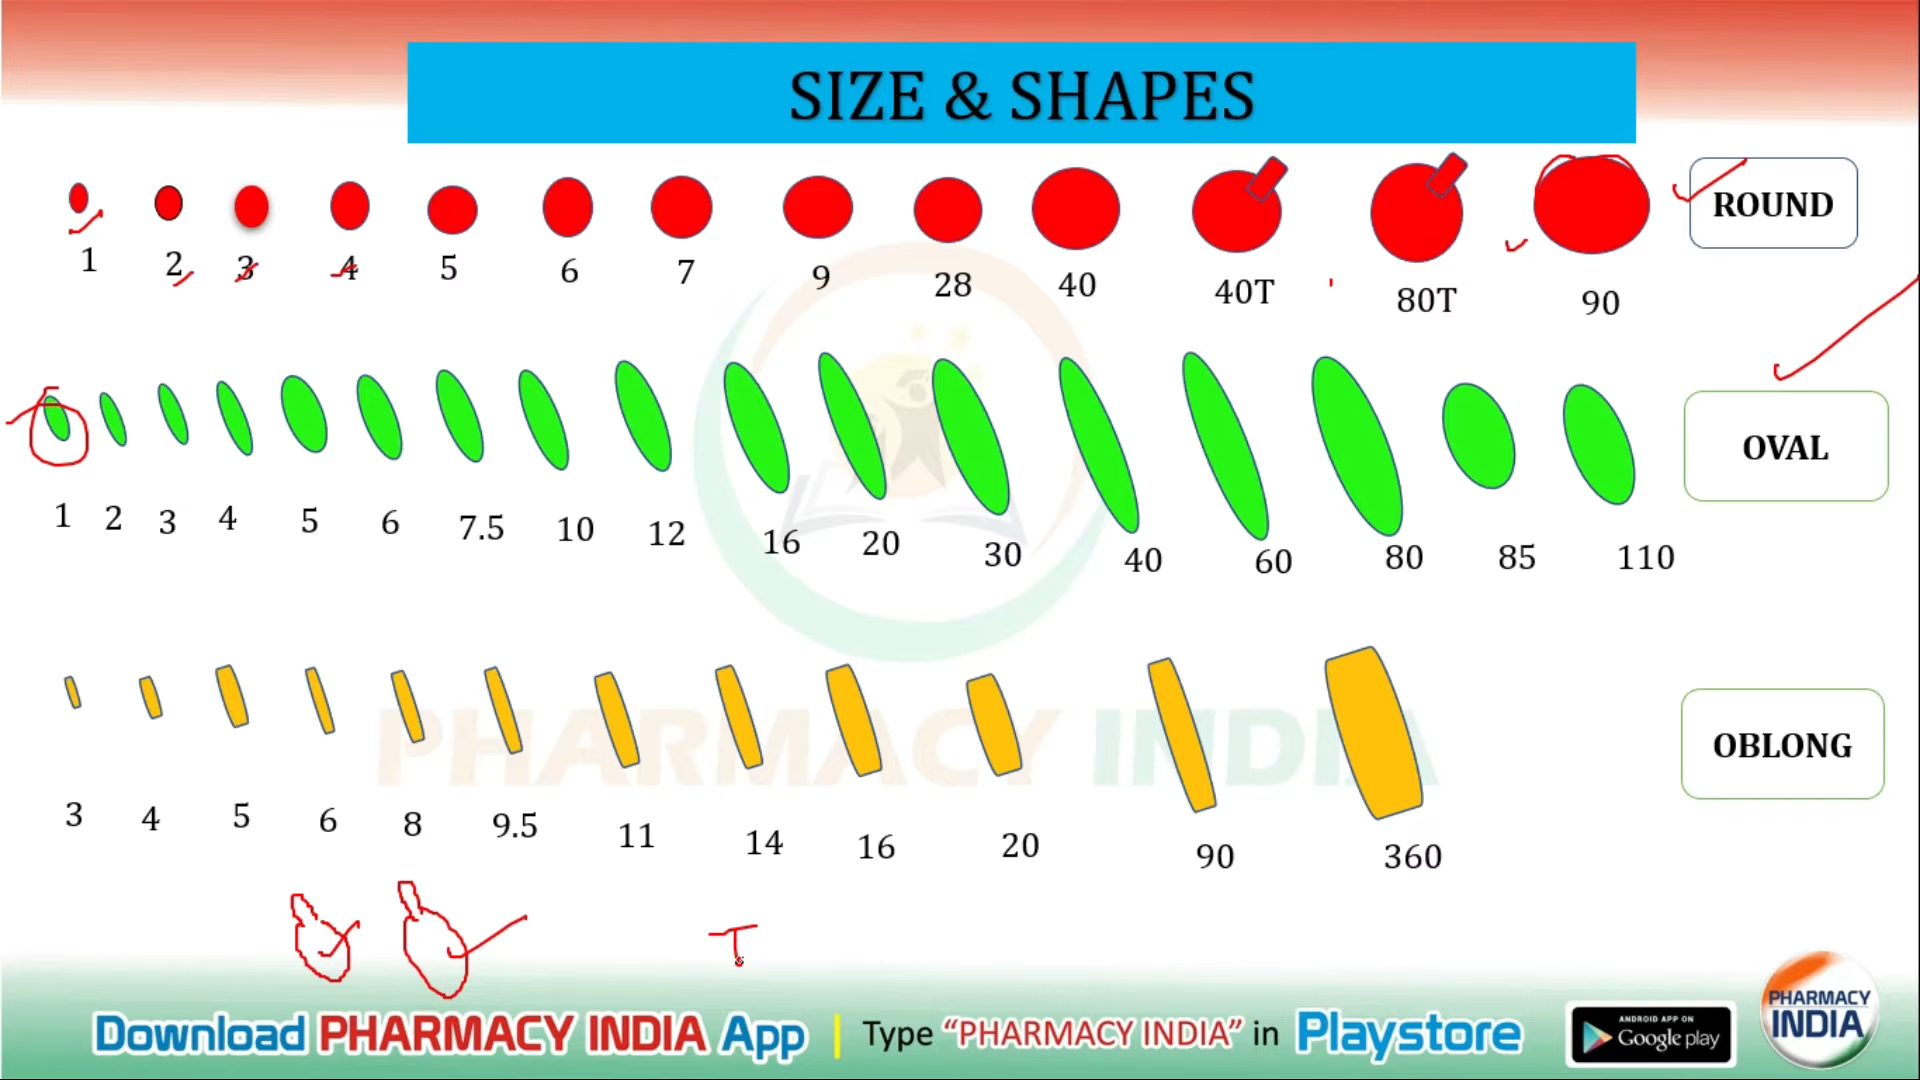 SIZE & SHAPES
1 2 3 4 5 6 7 9 28 40 40T 80T 90 ROUND
1 2 3 4 5 6 7.5 10 12 16 20 30 40 60 80 85 110 OVAL
PHARMACY INDIA
3 4 5 6 8 9.5 11 14 16 20 90 360 OBLONG
T
Download PHARMACY INDIA App | Type “PHARMACY INDIA” in Playstore
ANDROID APP ON
Google play
PHARMACY
INDIA